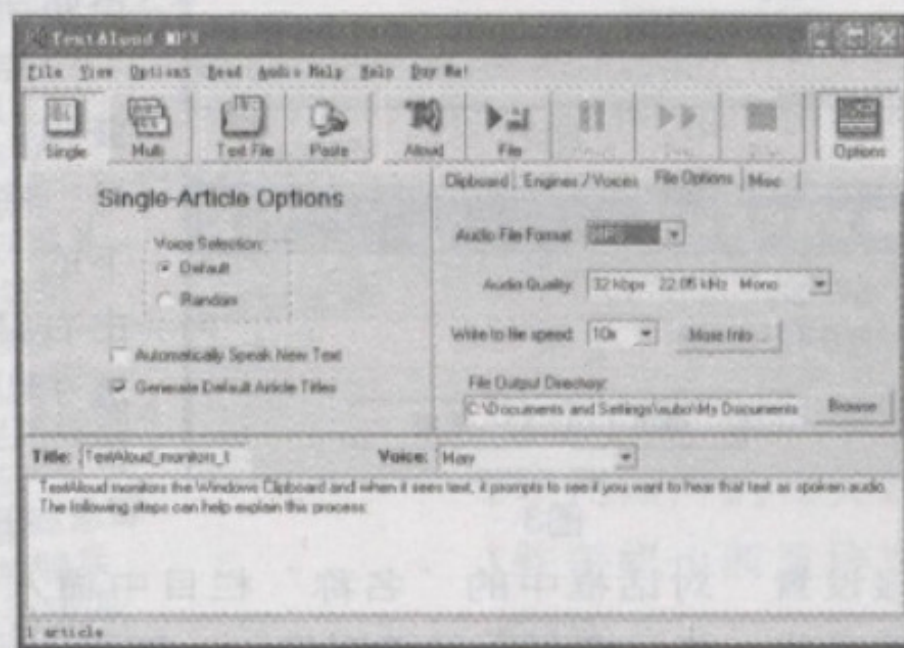 TextAloud MP3
File View Options Read Audio Help Help Buy Me!
Single Multi Text File Paste Aloud File Options
Clipboard Engines / Voices File Options Misc
Single-Article Options
Voice Selection:
Default
Random
Automatically Speak New Text
Generate Default Article Titles
Audio File Format: MP3
Audio Quality: 32 kbps 22.05 kHz Mono
Write to file speed: 10x More Info ...
File Output Directory:
C:\Documents and Settings\ \My Documents Browse
Title: TextAloud_monitors_t Voice: Mary
TextAloud monitors the Windows Clipboard and when it sees text, it prompts to see if you want to hear that text as spoken audio.
The following steps can help explain this process:
1 article